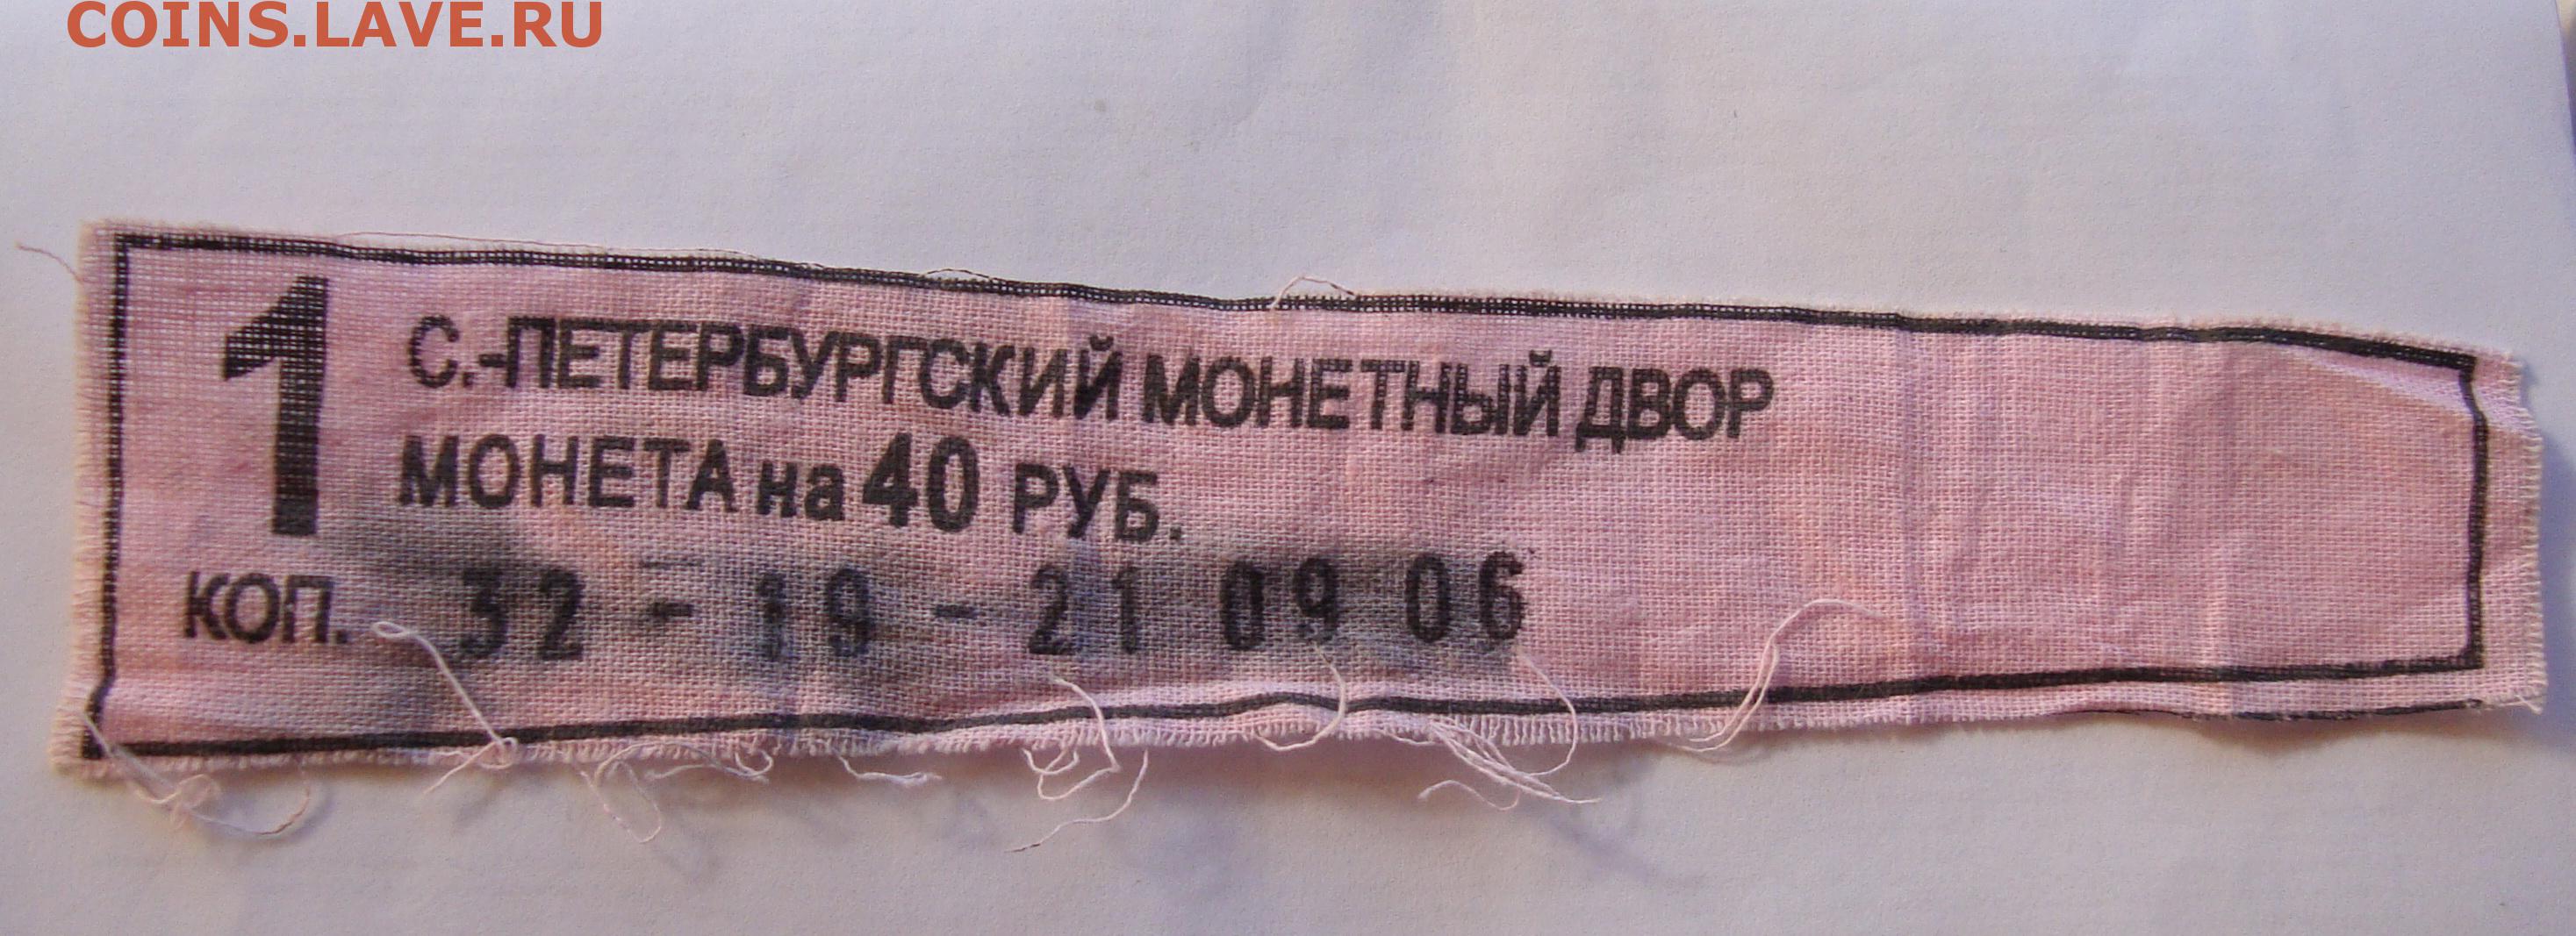 COINS.LAVE.RU
1 С.-ПЕТЕРБУРГСКИЙ МОНЕТНЫЙ ДВОР
МОНЕТА на 40 РУБ.
КОП. 32 - 19 - 21 09 06